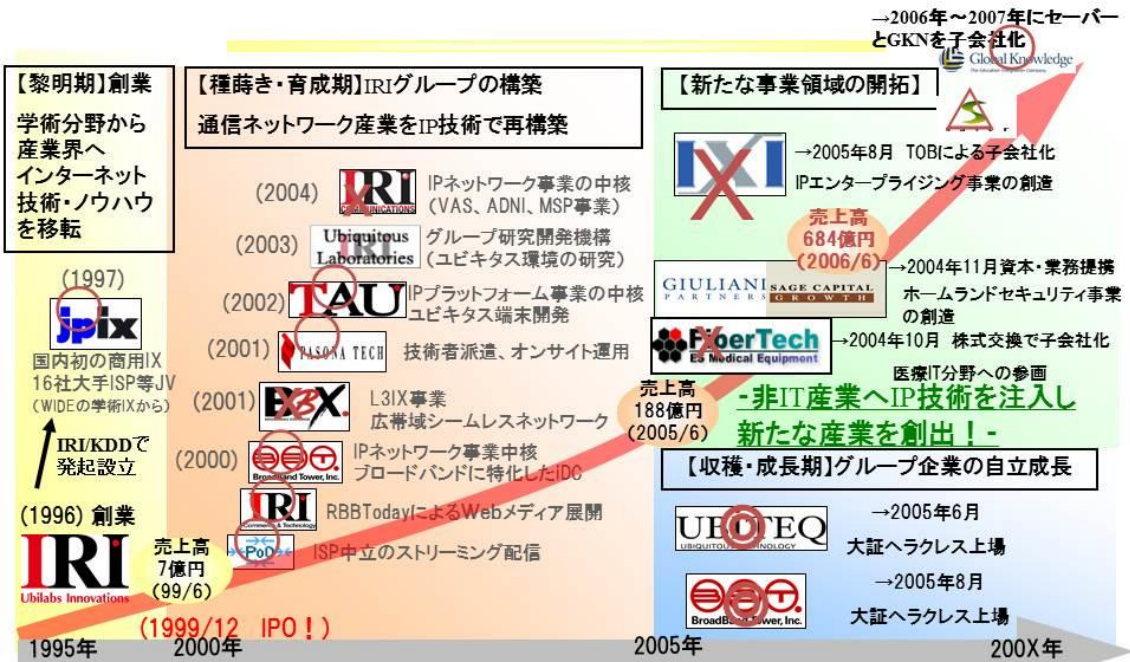 →2006年～2007年にセーバー
とGKNを子会社化
Global Knowledge
【黎明期】創業
学術分野から
産業界へ
インターネット
技術・ノウハウ
を移転
(1997)
jpix
国内初の商用IX
16社大手ISP等JV
(WIDEの学術IXから)
IRI/KDDで
発起設立
(1996) 創業
IRI
Ubilabs Innovations
売上高
7億円
(99/6)
(1999/12 IPO！)
【種蒔き・育成期】IRIグループの構築
通信ネットワーク産業をIP技術で再構築
(2004)
IRI
COMMUNICATIONS
IPネットワーク事業の中核
(VAS、ADNI、MSP事業)
(2003)
Ubiquitous
IRI
Laboratories
グループ研究開発機構
(ユビキタス環境の研究)
(2002)
TAU
IPプラットフォーム事業の中核
ユビキタス端末開発
(2001)
PASONA TECH
技術者派遣、オンサイト運用
(2001)
BBX.
L3IX事業
広帯域シームレスネットワーク
(2000)
BBT.
BroadBand Tower, Inc.
IPネットワーク事業中核
ブロードバンドに特化したiDC
IRI
Commerce & Technology
RBBTodayによるWebメディア展開
PoD
ISP中立のストリーミング配信
【新たな事業領域の開拓】
IXI
→2005年8月 TOBによる子会社化
IPエンタープライジング事業の創造
売上高
684億円
(2006/6)
GIULIANI
PARTNERS
SAGE CAPITAL
GROWTH
→2004年11月資本・業務提携
ホームランドセキュリティ事業
の創造
FiberTech
ES Medical Equipment
→2004年10月 株式交換で子会社化
医療IT分野への参画
売上高
188億円
(2005/6)
-非IT産業へIP技術を注入し
新たな産業を創出！-
【収穫・成長期】グループ企業の自立成長
UBITEQ
UBIQUITOUS TECHNOLOGY
→2005年6月
大証ヘラクレス上場
BBT.
BroadBand Tower, Inc.
→2005年8月
大証ヘラクレス上場
1995年
2000年
2005年
200X年